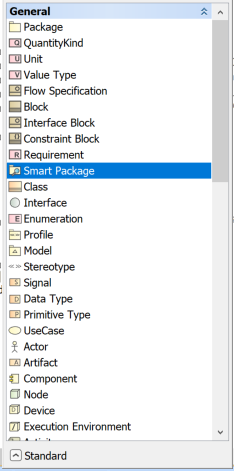 General
Package
QuantityKind
Unit
Value Type
Flow Specification
Block
Interface Block
Constraint Block
Requirement
Smart Package
Class
Interface
Enumeration
Profile
Model
Stereotype
Signal
Data Type
Primitive Type
UseCase
Actor
Artifact
Component
Node
Device
Execution Environment
Standard